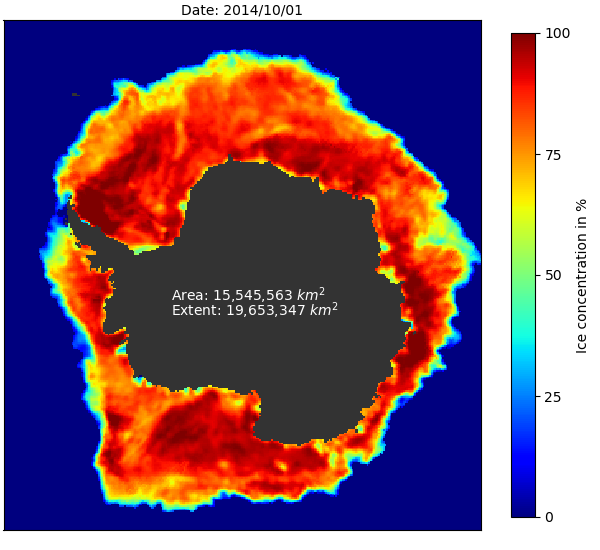 Date: 2014/10/01
100
75
50
25
0
Ice concentration in %
Area: 15,545,563 km²
Extent: 19,653,347 km²